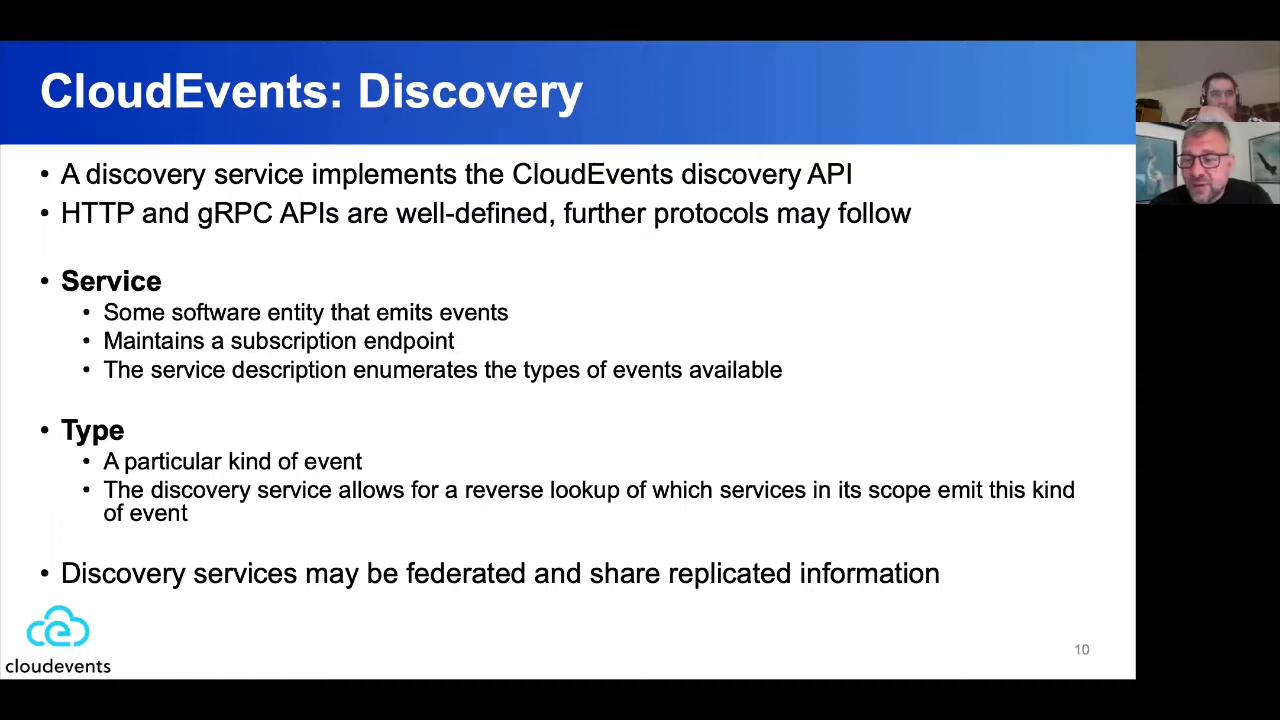 CloudEvents: Discovery
• A discovery service implements the CloudEvents discovery API
• HTTP and gRPC APIs are well-defined, further protocols may follow
• Service
• Some software entity that emits events
• Maintains a subscription endpoint
• The service description enumerates the types of events available
• Type
• A particular kind of event
• The discovery service allows for a reverse lookup of which services in its scope emit this kind
of event
• Discovery services may be federated and share replicated information
cloudevents
10